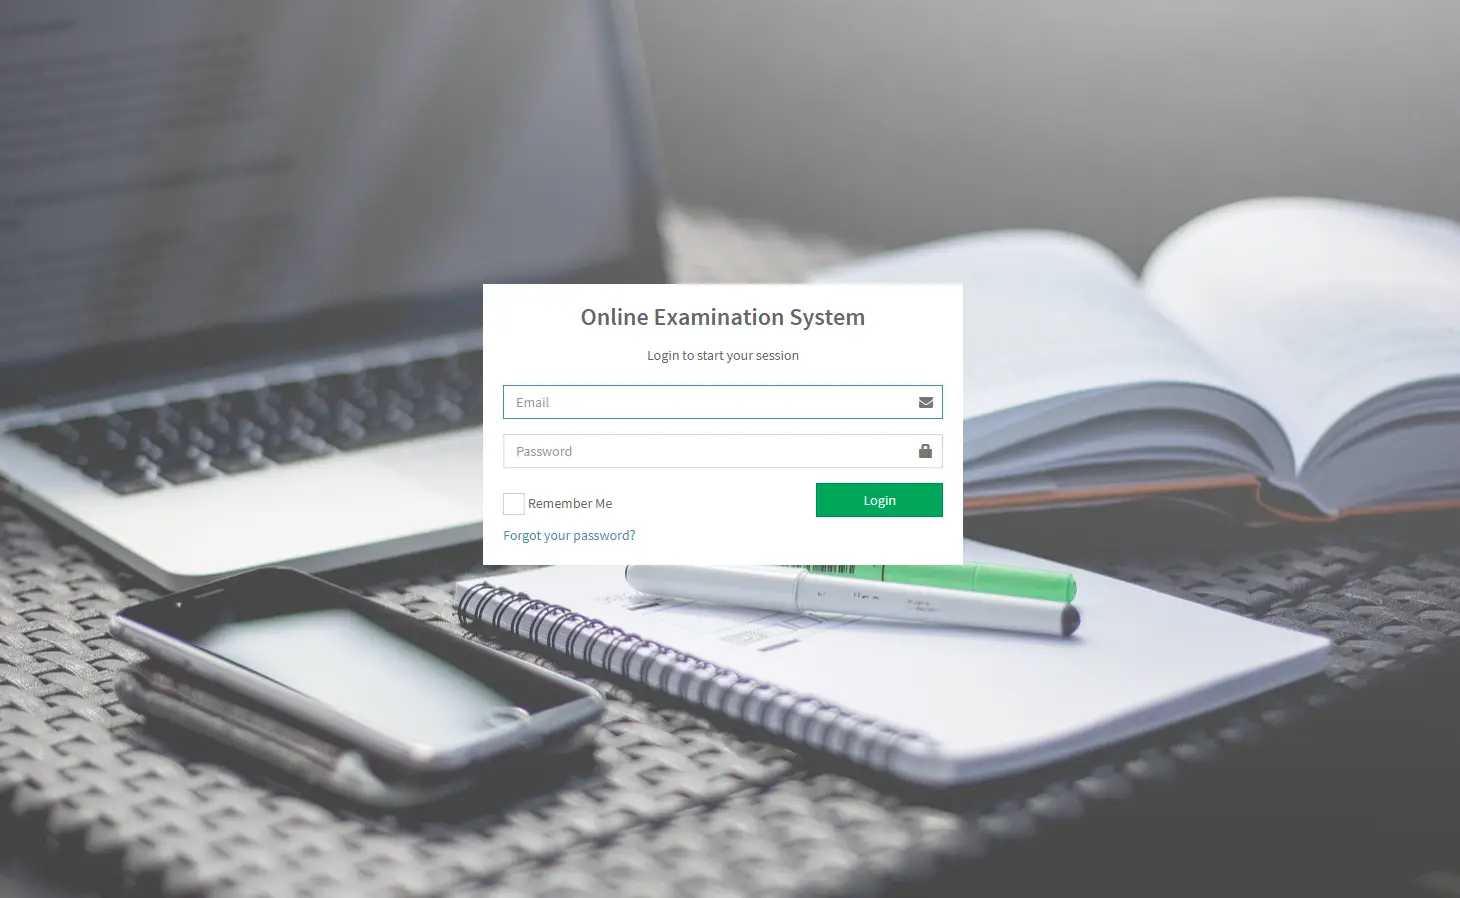 Online Examination System
Login to start your session
Email
Password
Remember Me
Login
Forgot your password?